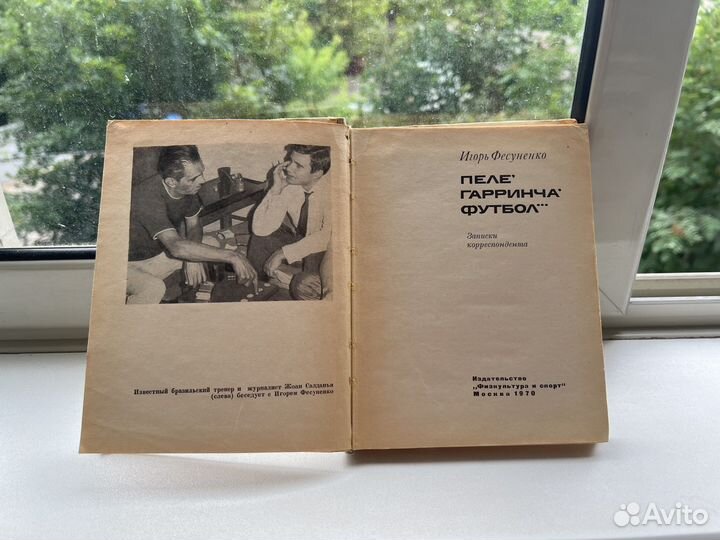 Известный бразильский тренер и журналист Жоан Салданья
(слева) беседует с Игорем Фесуненко
Игорь Фесуненко
ПЕЛЕ,
ГАРРИНЧА,
ФУТБОЛ...
Записки
корреспондента
Издательство
„Физкультура и спорт"
Москва 1970
Avito